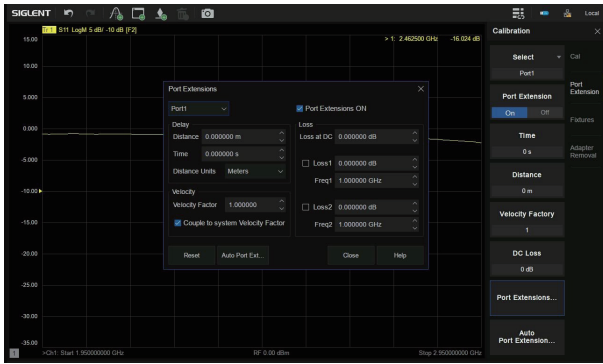 SIGLENT
Local
Tr 1 S11 LogM 5 dB/ -10 dB [F2]
> 1: 2.462500 GHz -16.024 dB
15.00
10.00
5.000
0.000
-5.000
-10.00
-15.00
-20.00
-25.00
-30.00
-35.00
Port Extensions
Port1
Port Extensions ON
Delay
Distance 0.000000 m
Time 0.000000 s
Distance Units Meters
Velocity
Velocity Factor 1.000000
Couple to system Velocity Factor
Loss
Loss at DC 0.000000 dB
Loss1 0.000000 dB
Freq1 1.000000 GHz
Loss2 0.000000 dB
Freq2 1.000000 GHz
Reset
Auto Port Ext...
Close
Help
1
>Ch1: Start 1.950000000 GHz
RF 0.00 dBm
Stop 2.950000000 GHz
Calibration
Select
Port1
Port Extension
On Off
Time
0 s
Distance
0 m
Velocity Factory
1
DC Loss
0 dB
Port Extensions...
Auto
Port Extension...
Cal
Port
Extension
Fixtures
Adapter
Removal